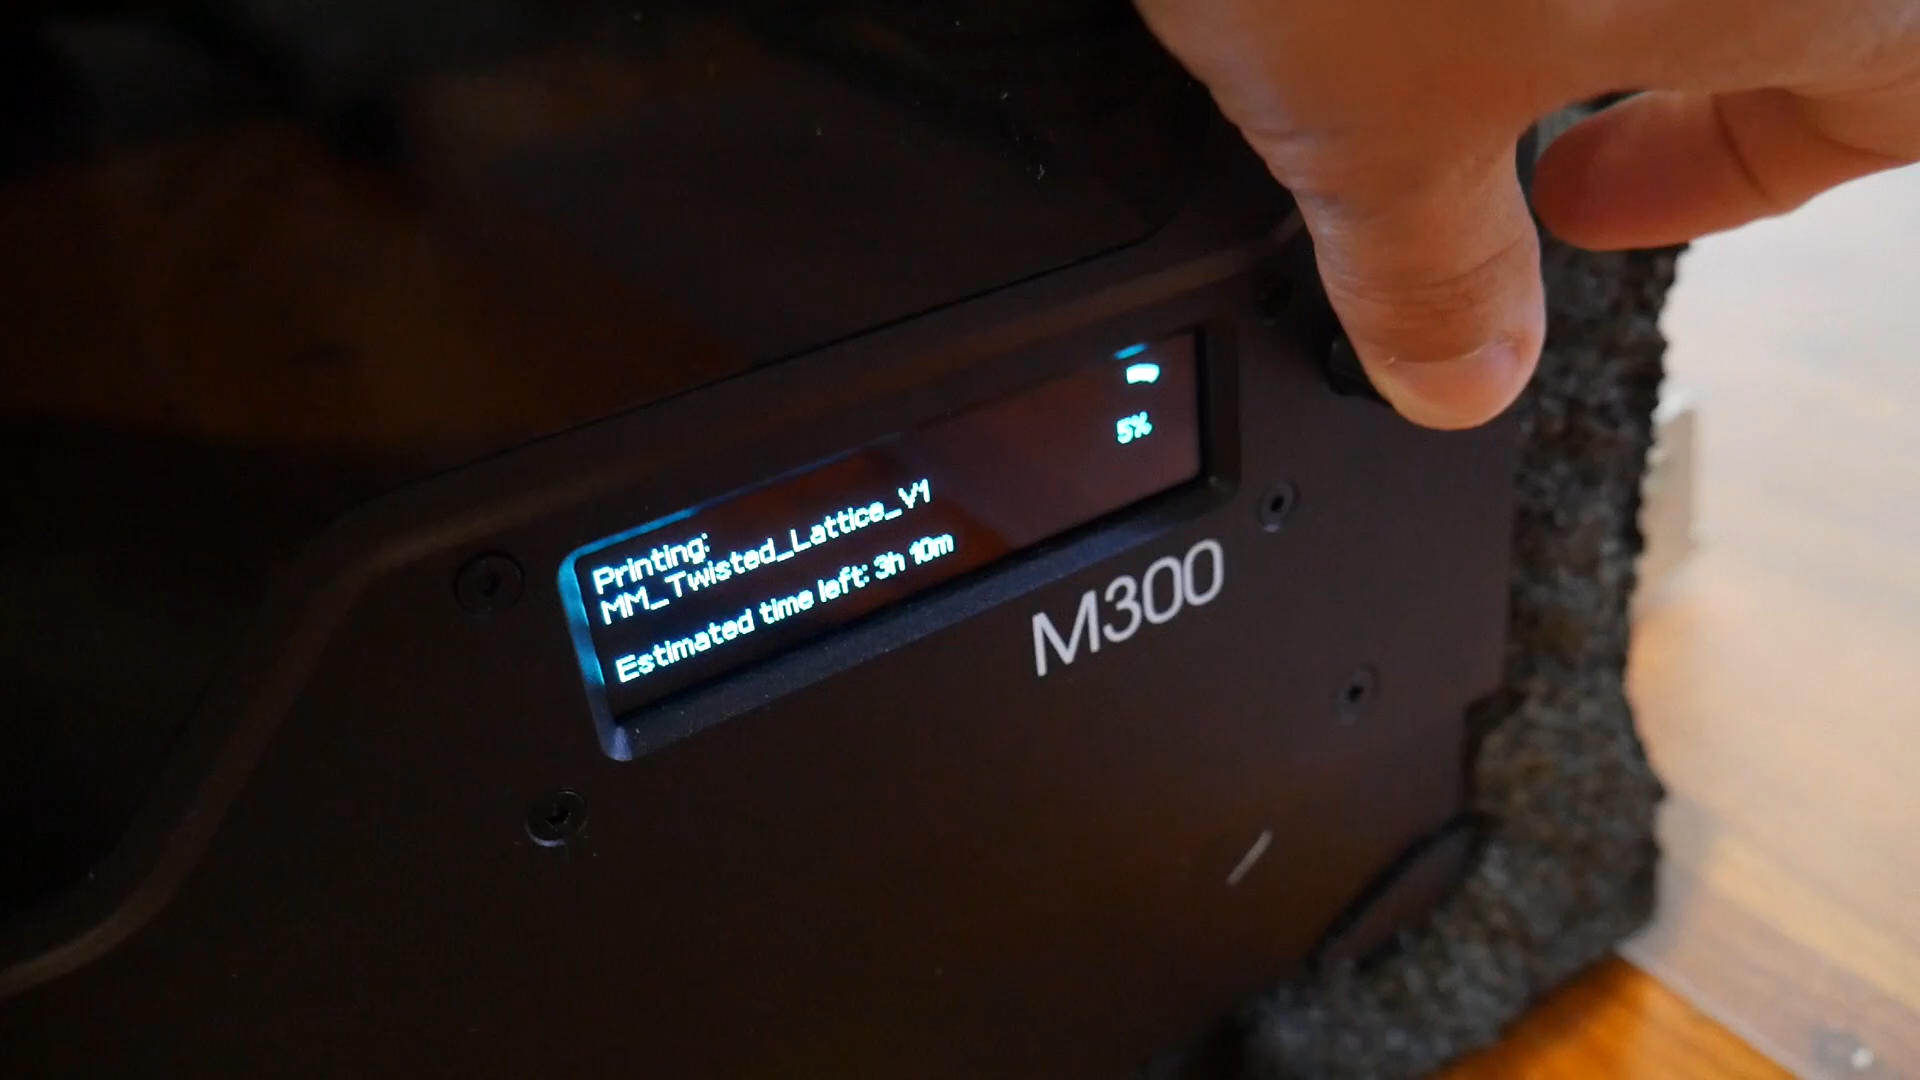 5%
Printing:
MM_Twisted_Lattice_V1
Estimated time left: 3h 10m
M300